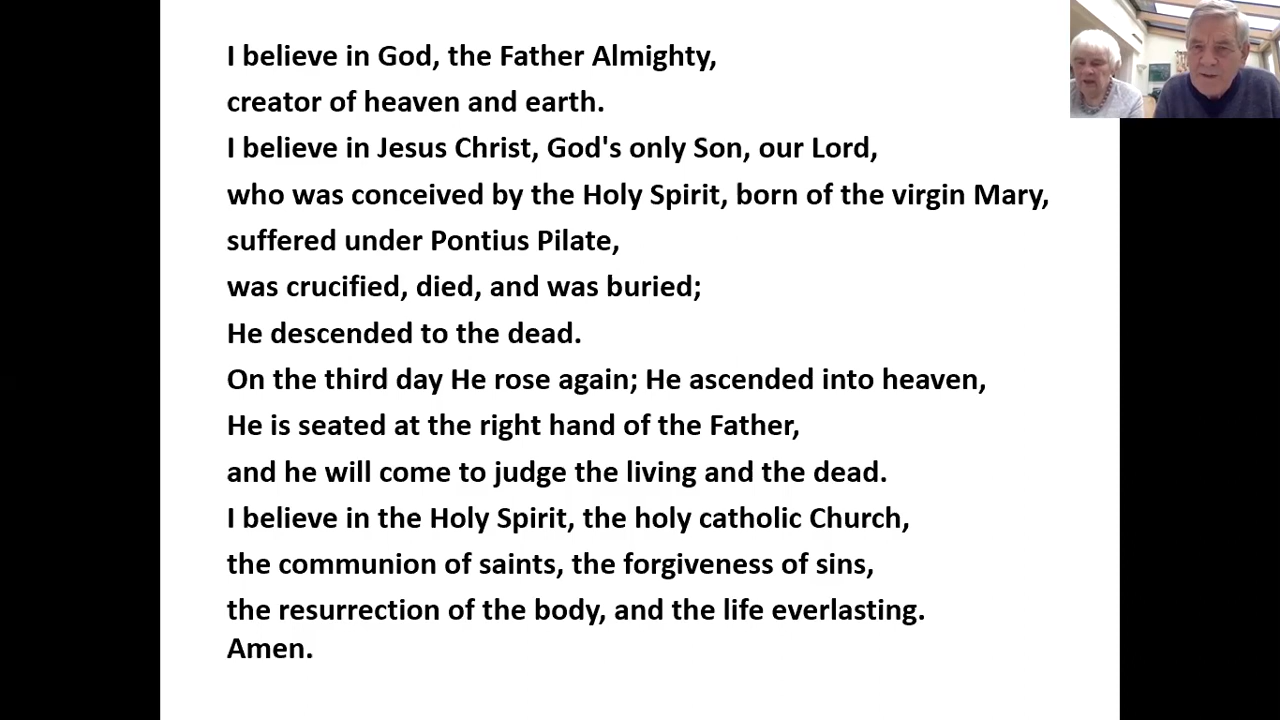 I believe in God, the Father Almighty,
creator of heaven and earth.
I believe in Jesus Christ, God's only Son, our Lord,
who was conceived by the Holy Spirit, born of the virgin Mary,
suffered under Pontius Pilate,
was crucified, died, and was buried;
He descended to the dead.
On the third day He rose again; He ascended into heaven,
He is seated at the right hand of the Father,
and he will come to judge the living and the dead.
I believe in the Holy Spirit, the holy catholic Church,
the communion of saints, the forgiveness of sins,
the resurrection of the body, and the life everlasting.
Amen.